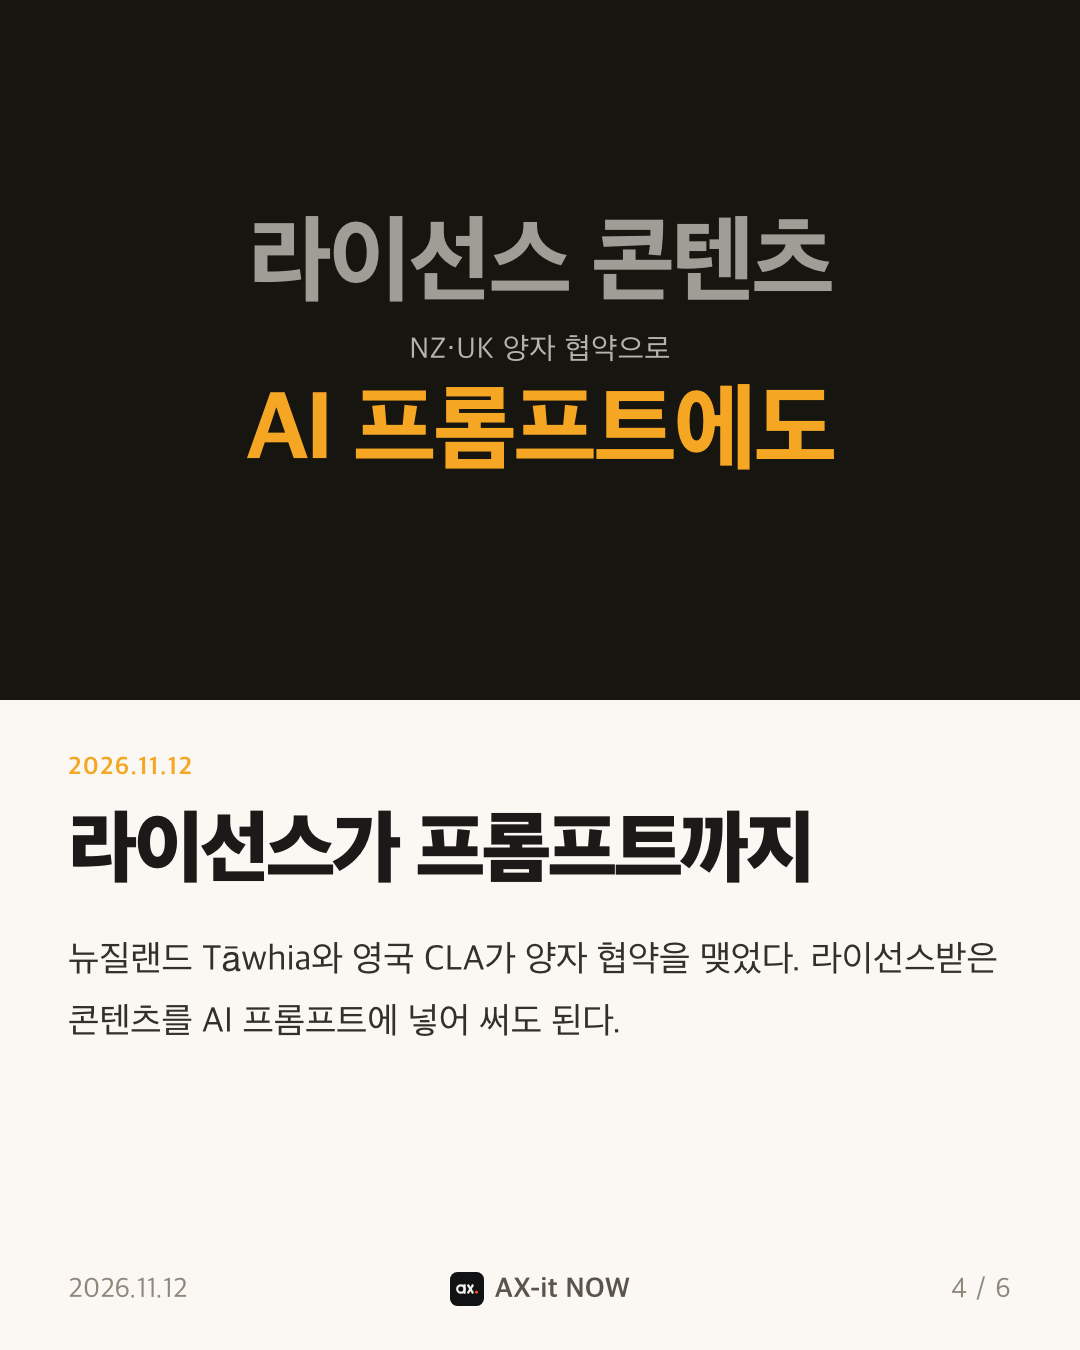 라이선스 콘텐츠
NZ·UK 양자 협약으로
AI 프롬프트에도
2026.11.12
라이선스가 프롬프트까지
뉴질랜드 Tāwhia와 영국 CLA가 양자 협약을 맺었다. 라이선스받은
콘텐츠를 AI 프롬프트에 넣어 써도 된다.
2026.11.12
ax. AX-it NOW
4 / 6